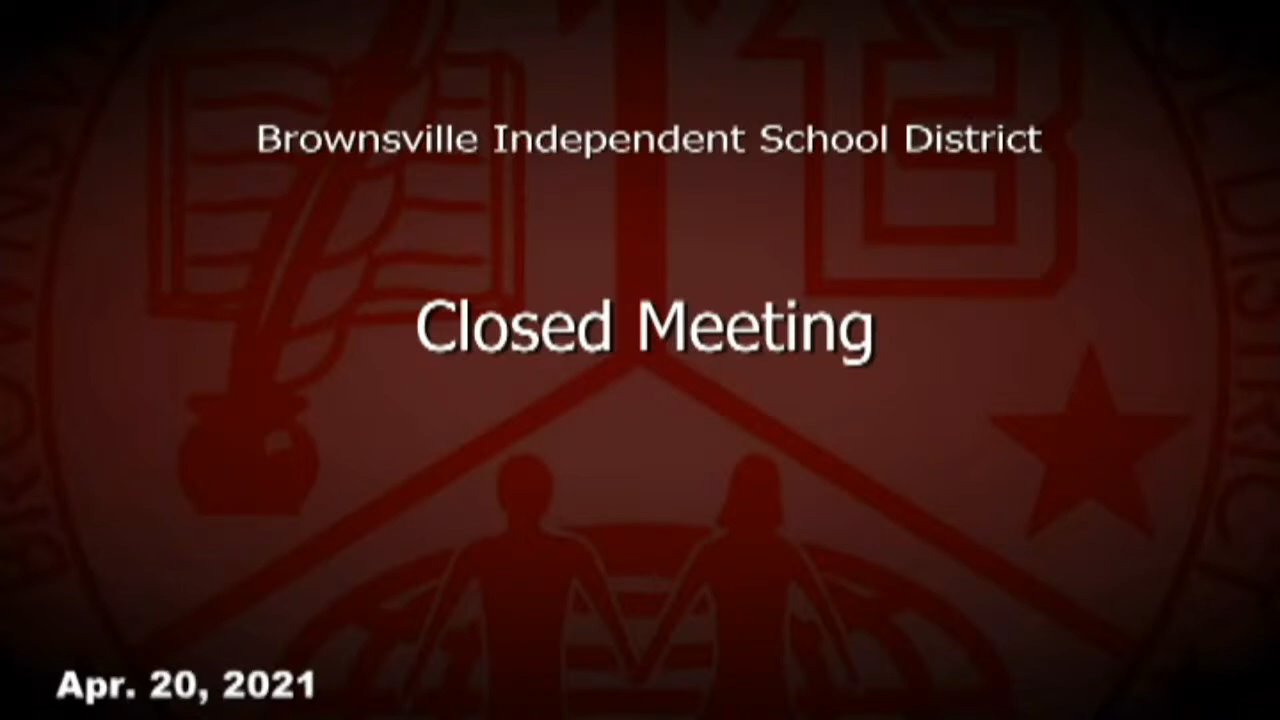 Brownsville Independent School District
Closed Meeting
Apr. 20, 2021